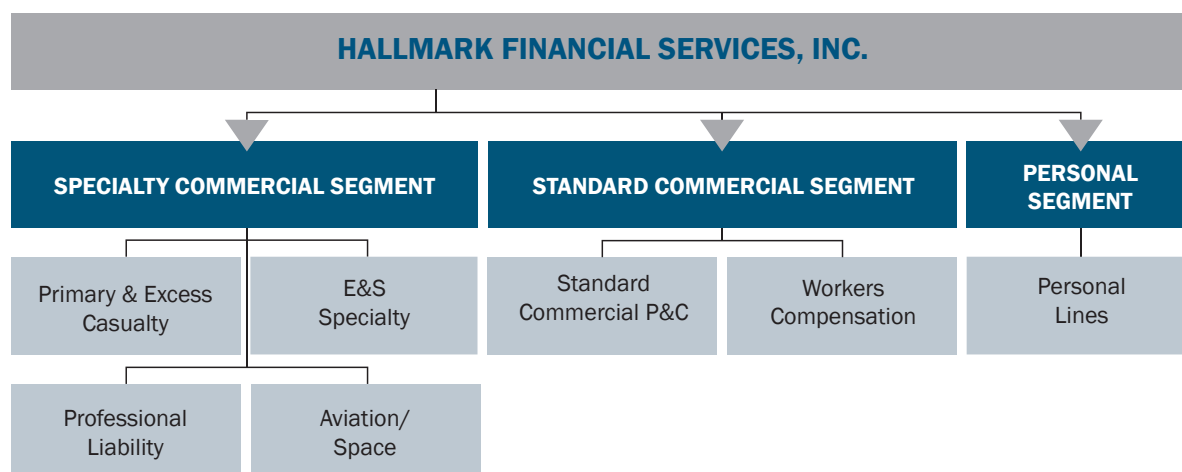 HALLMARK FINANCIAL SERVICES, INC.
SPECIALTY COMMERCIAL SEGMENT
STANDARD COMMERCIAL SEGMENT
PERSONAL
SEGMENT
Primary & Excess
Casualty
E&S
Specialty
Standard
Commercial P&C
Workers
Compensation
Personal
Lines
Professional
Liability
Aviation/
Space